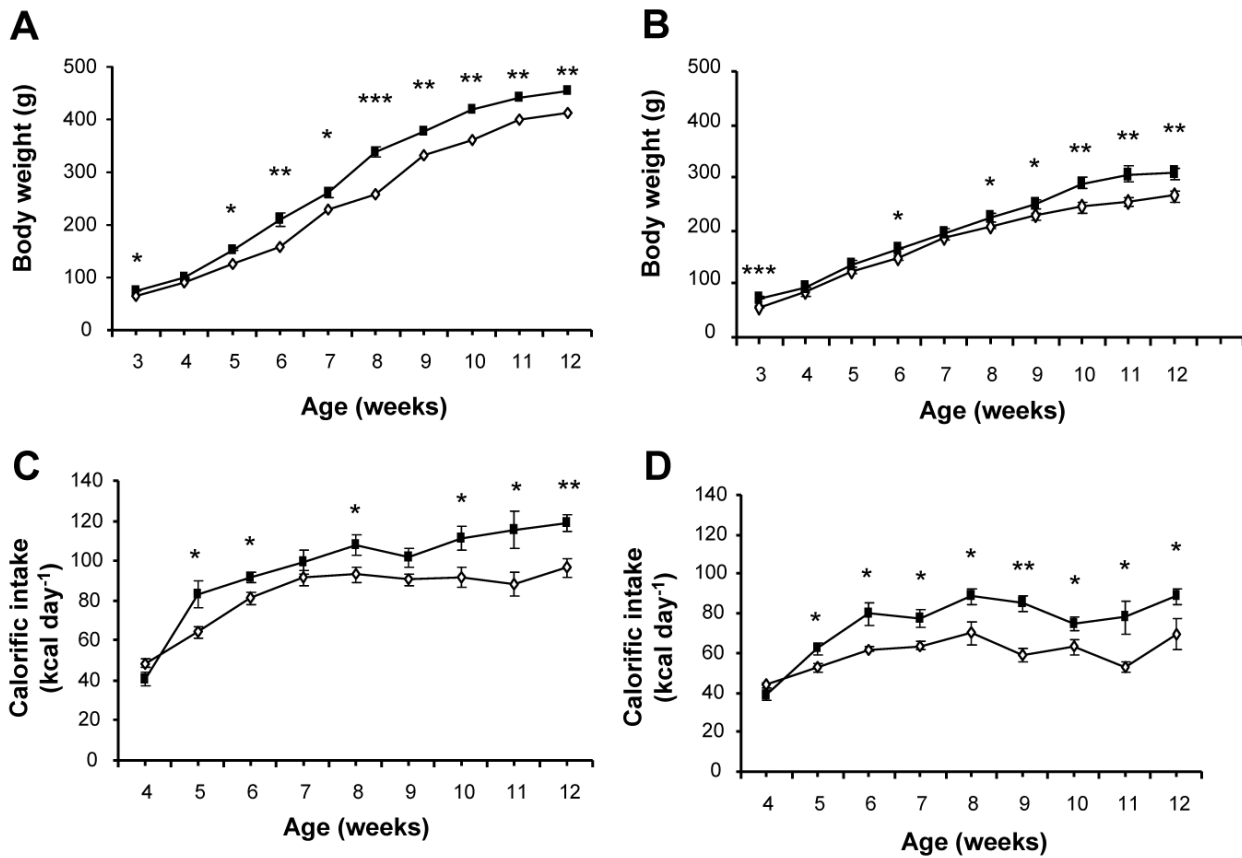 A
Body weight (g)
500
400
300
200
100
0
* * ** * *** ** ** ** **
3 4 5 6 7 8 9 10 11 12
Age (weeks)
B
Body weight (g)
500
400
300
200
100
0
*** * * * ** ** **
3 4 5 6 7 8 9 10 11 12
Age (weeks)
C
Calorific intake
(kcal day⁻¹)
140
120
100
80
60
40
20
0
* * * * * **
4 5 6 7 8 9 10 11 12
Age (weeks)
D
Calorific intake
(kcal day⁻¹)
140
120
100
80
60
40
20
0
* * * * ** * * *
4 5 6 7 8 9 10 11 12
Age (weeks)